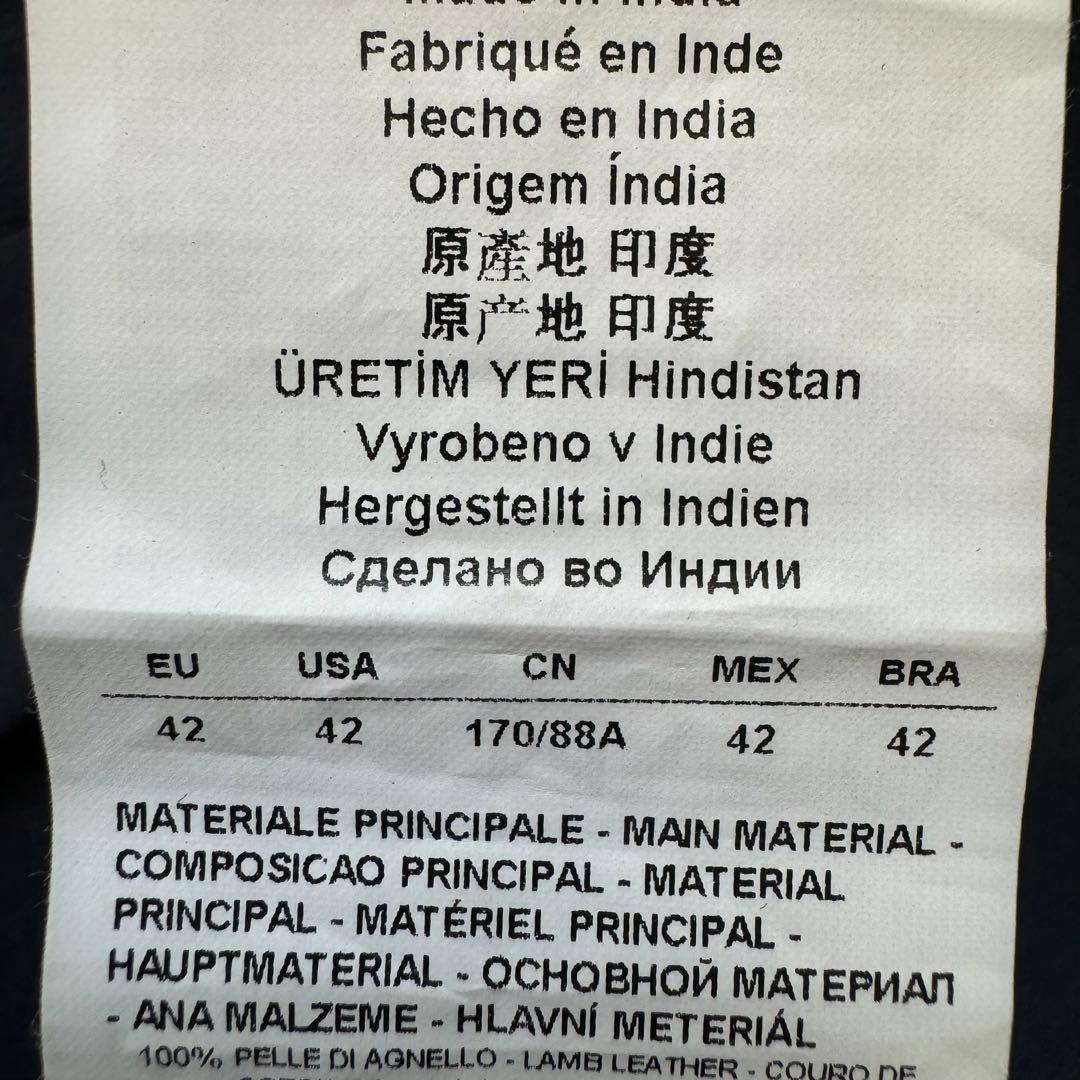 Made in India
Fabriqué en Inde
Hecho en India
Origem Índia
原產地 印度
原产地 印度
ÜRETİM YERİ Hindistan
Vyrobeno v Indie
Hergestellt in Indien
Сделано во Индии
EU USA CN MEX BRA
42 42 170/88A 42 42
MATERIALE PRINCIPALE - MAIN MATERIAL -
COMPOSICAO PRINCIPAL - MATERIAL
PRINCIPAL - MATÉRIEL PRINCIPAL -
HAUPTMATERIAL - ОСНОВНОЙ МАТЕРИАЛ
- ANA MALZEME - HLAVNÍ METERIÁL
100% PELLE DI AGNELLO - LAMB LEATHER - COURO DE